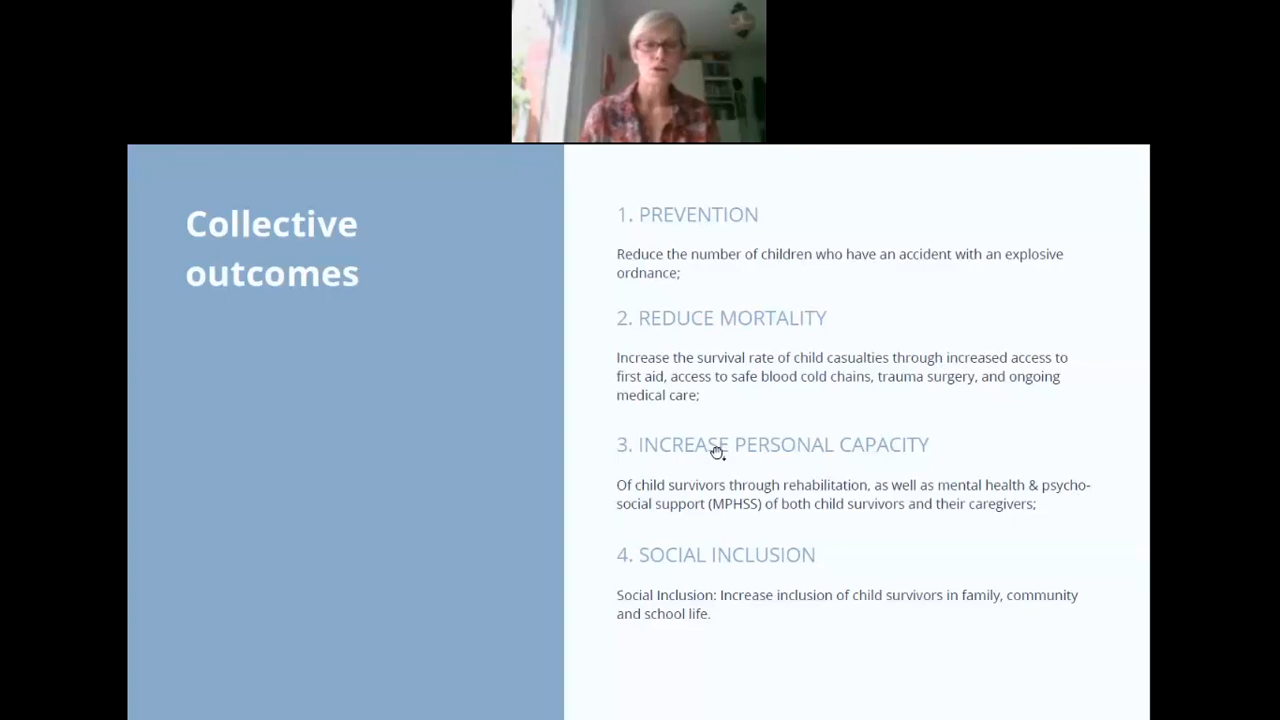 Collective
outcomes
1. PREVENTION
Reduce the number of children who have an accident with an explosive
ordnance;
2. REDUCE MORTALITY
Increase the survival rate of child casualties through increased access to
first aid, access to safe blood cold chains, trauma surgery, and ongoing
medical care;
3. INCREASE PERSONAL CAPACITY
Of child survivors through rehabilitation, as well as mental health & psycho-
social support (MPHSS) of both child survivors and their caregivers;
4. SOCIAL INCLUSION
Social Inclusion: Increase inclusion of child survivors in family, community
and school life.